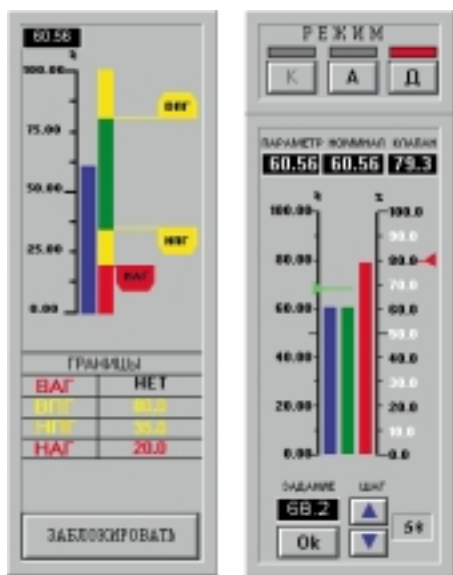 60.56
%
100.00
ВПГ
75.00
50.00
НПГ
25.00
НАГ
0.00
ГРАНИЦЫ
ВАГ НЕТ
ВПГ 80.0
НПГ 35.0
НАГ 20.0
ЗАБЛОКИРОВАТЬ
РЕЖИМ
К А Д
ПАРАМЕТР НОМИНАЛ КЛАПАН
60.56 60.56 79.3
% %
100.00 100.0
90.0
80.00 80.0
70.0
60.00 60.0
50.0
40.00 40.0
30.0
20.00 20.0
10.0
0.00 0.0
ЗАДАНИЕ ШАГ
68.2
Ok
5%